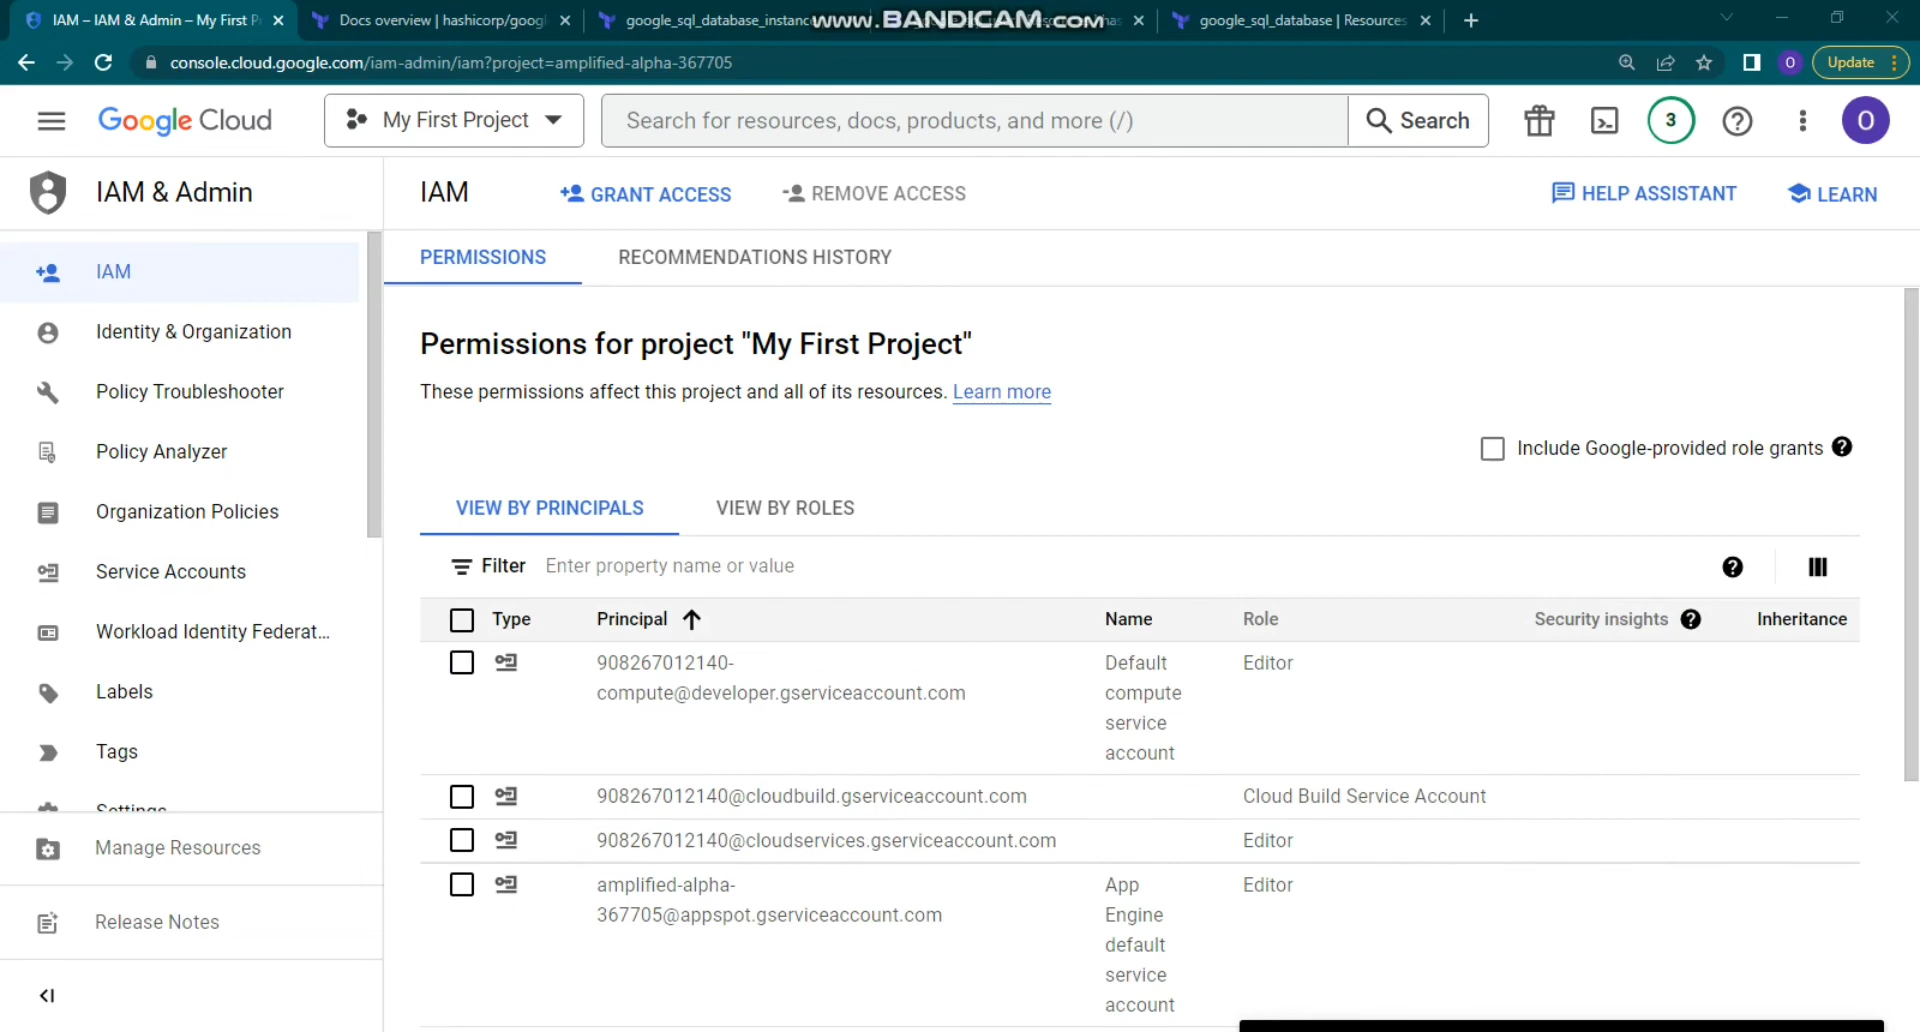 IAM – IAM & Admin – My First P
Docs overview | hashicorp/googl
google_sql_database_instanc
www.BANDICAM.com
google_sql_database | Resources
console.cloud.google.com/iam-admin/iam?project=amplified-alpha-367705
O
Update
Google Cloud
My First Project
Search for resources, docs, products, and more (/)
Search
3
O
IAM & Admin
IAM
GRANT ACCESS
REMOVE ACCESS
HELP ASSISTANT
LEARN
IAM
Identity & Organization
Policy Troubleshooter
Policy Analyzer
Organization Policies
Service Accounts
Workload Identity Federat...
Labels
Tags
Settings
Manage Resources
Release Notes
PERMISSIONS
RECOMMENDATIONS HISTORY
Permissions for project "My First Project"
These permissions affect this project and all of its resources. Learn more
Include Google-provided role grants
VIEW BY PRINCIPALS
VIEW BY ROLES
Filter Enter property name or value
Type Principal Name Role Security insights Inheritance
908267012140-
compute@developer.gserviceaccount.com
Default
compute
service
account
Editor
908267012140@cloudbuild.gserviceaccount.com
Cloud Build Service Account
908267012140@cloudservices.gserviceaccount.com
Editor
amplified-alpha-
367705@appspot.gserviceaccount.com
App
Engine
default
service
account
Editor